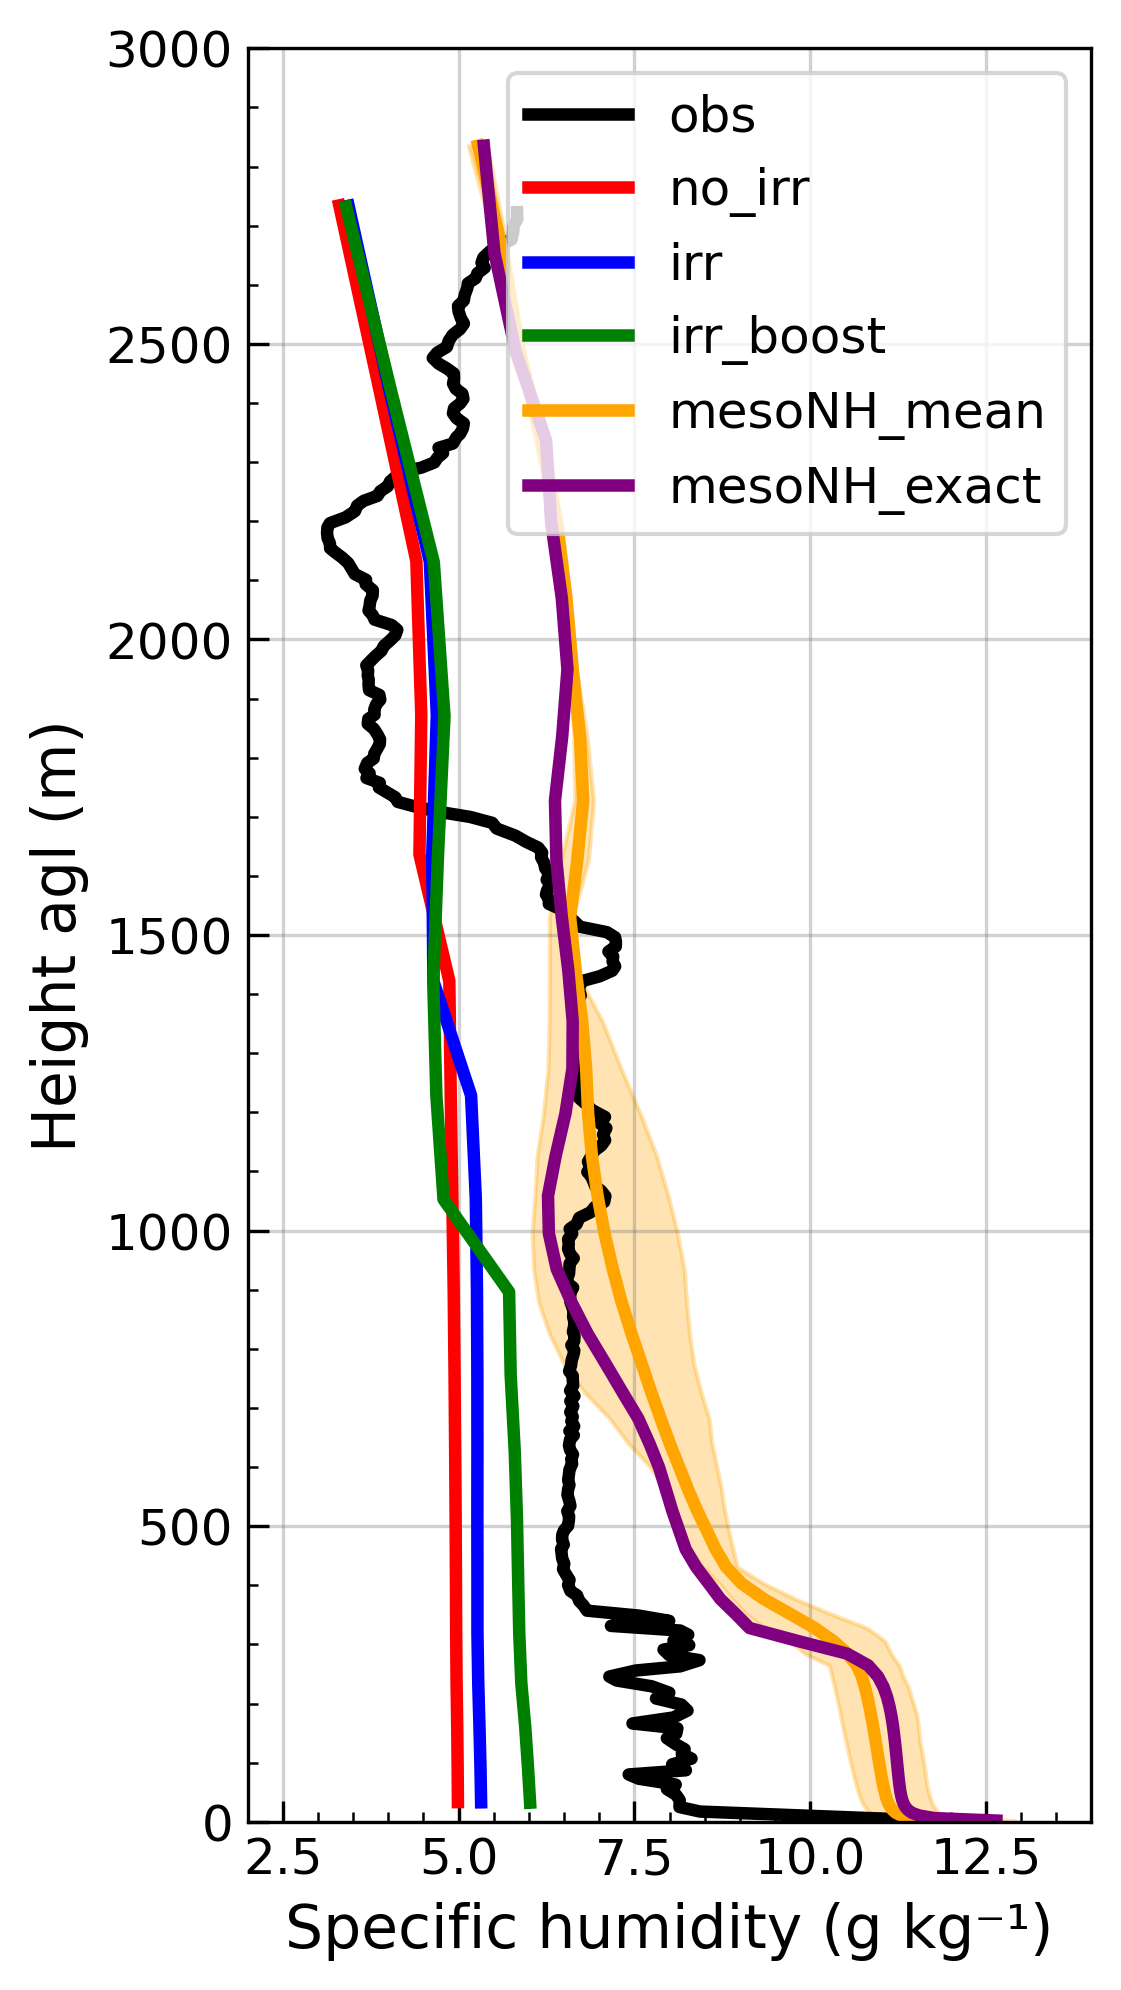 3000
2500
2000
1500
1000
500
0
Height agl (m)
obs
no_irr
irr
irr_boost
mesoNH_mean
mesoNH_exact
2.5 5.0 7.5 10.0 12.5
Specific humidity (g kg⁻¹)